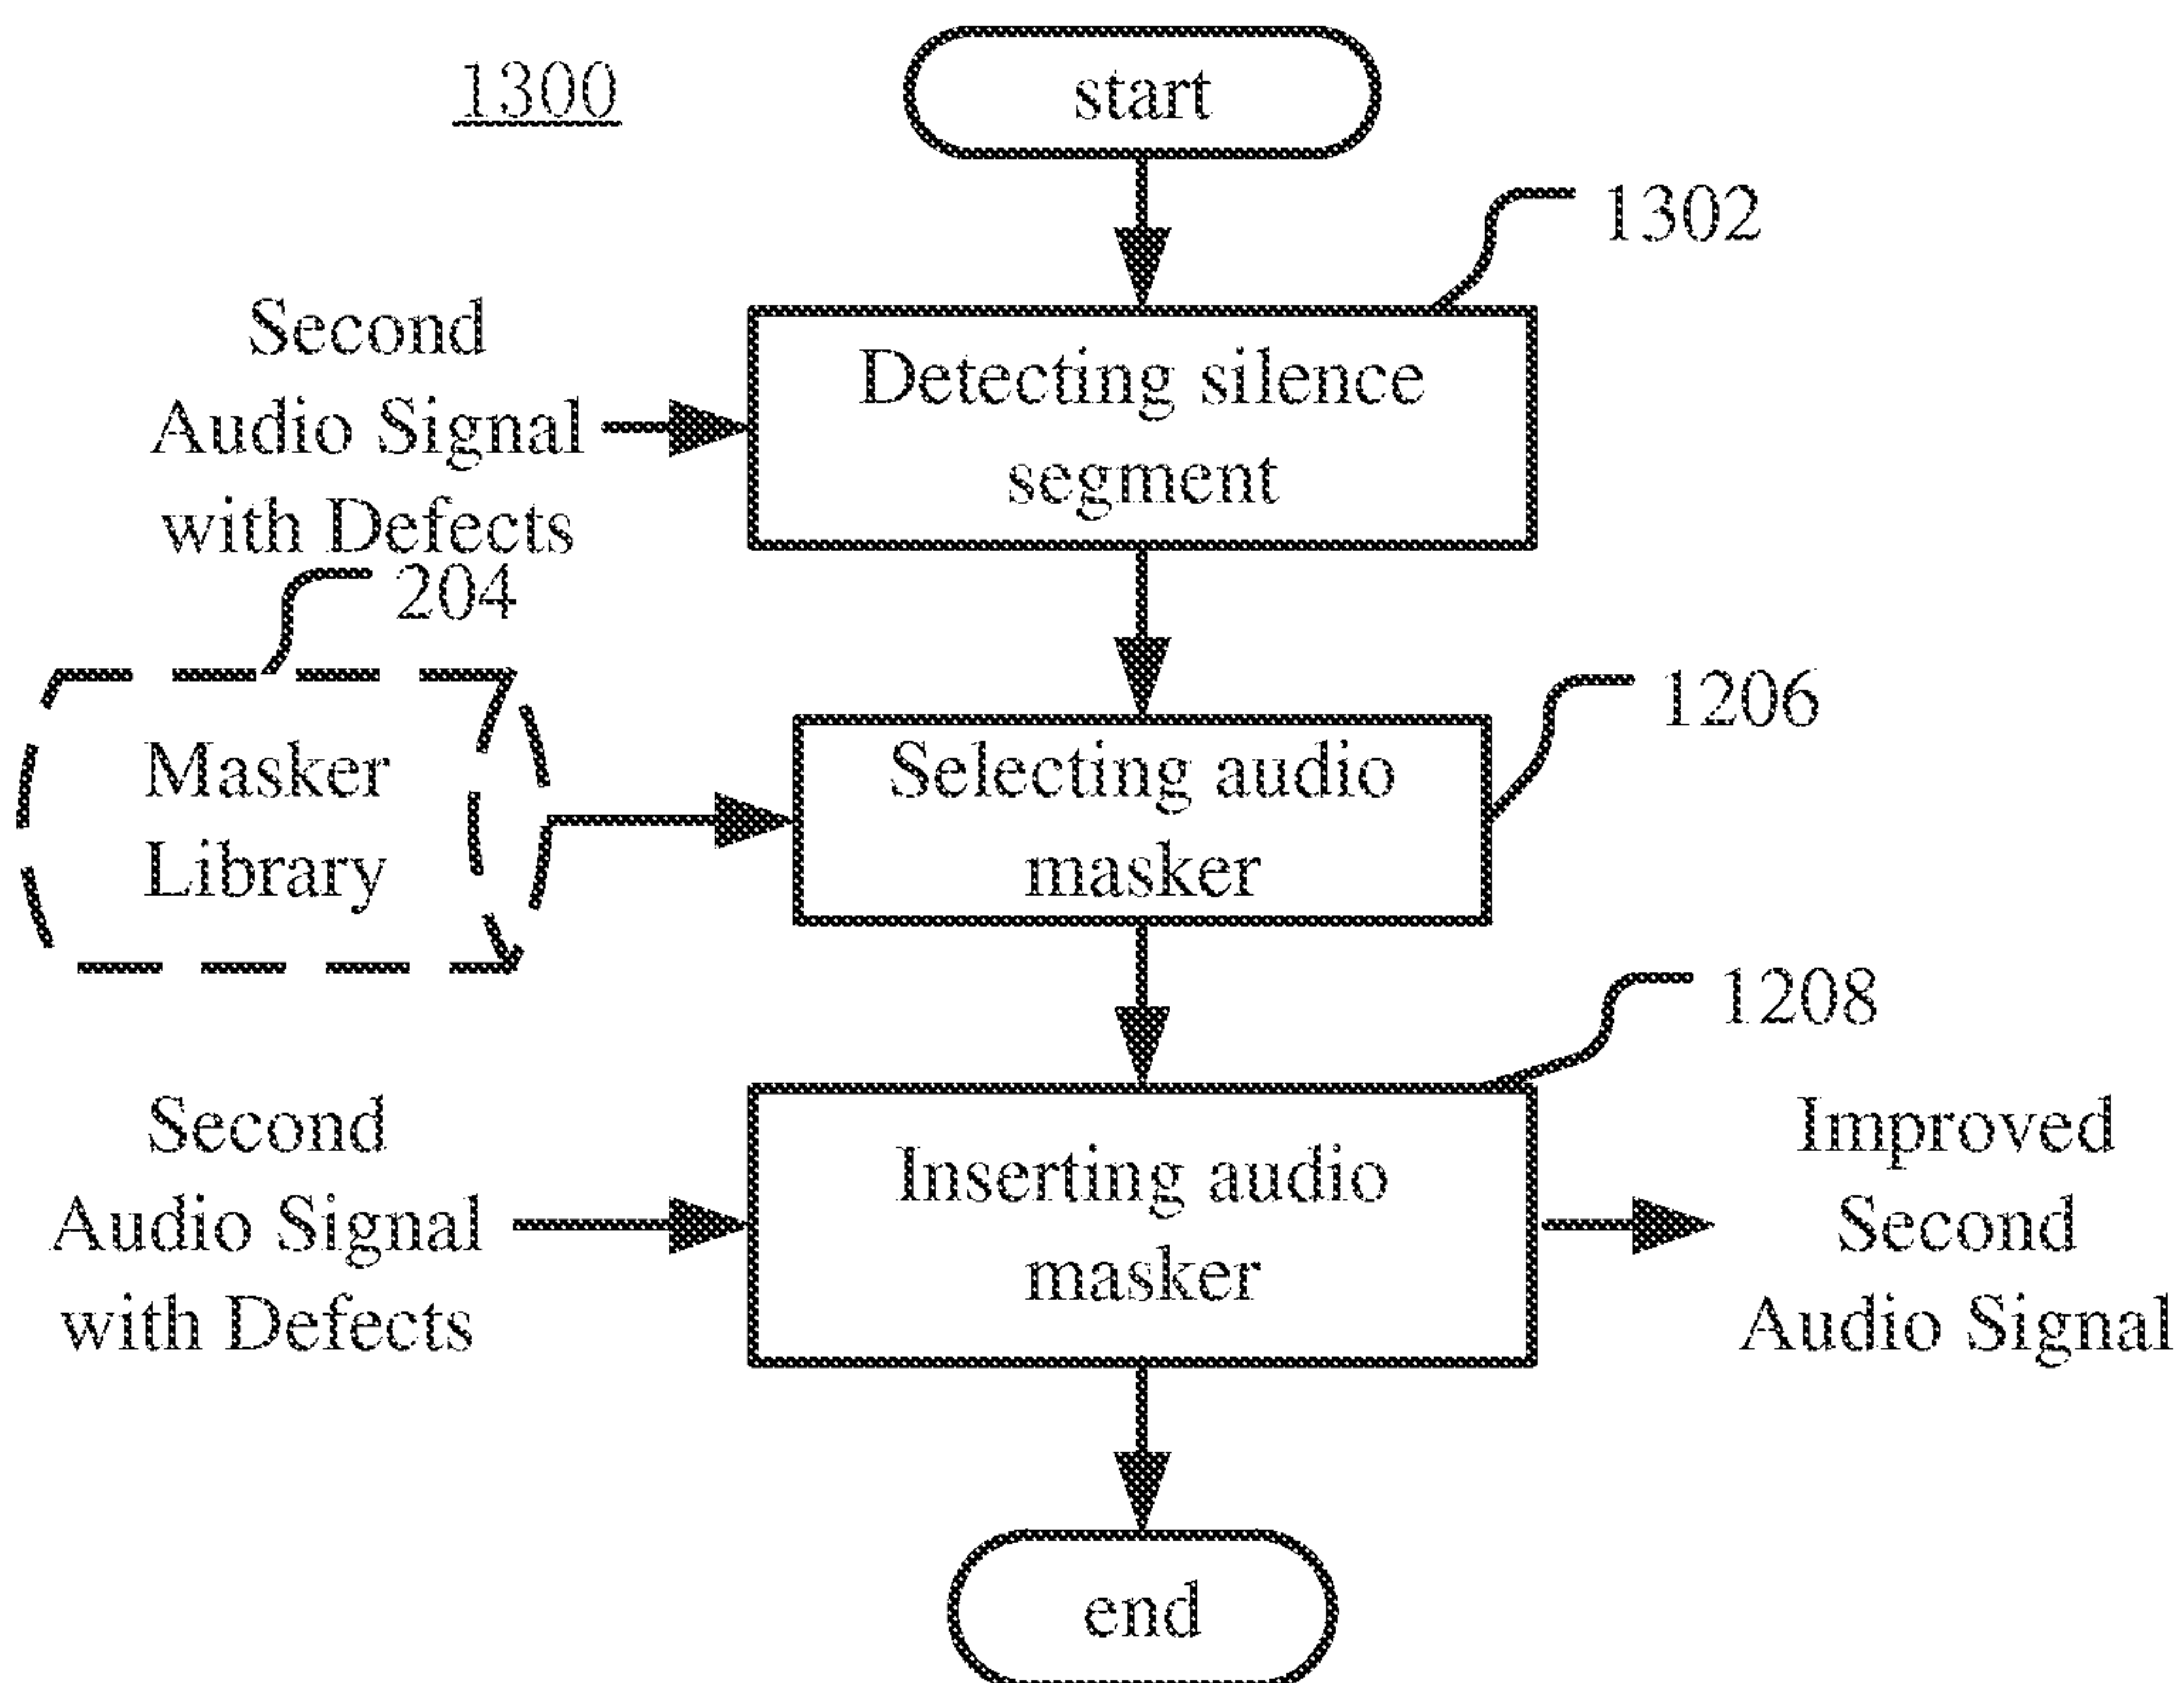 1300
start
1302
Second
Audio Signal
with Defects
Detecting silence
segment
204
Masker
Library
1206
Selecting audio
masker
1208
Second
Audio Signal
with Defects
Inserting audio
masker
Improved
Second
Audio Signal
end